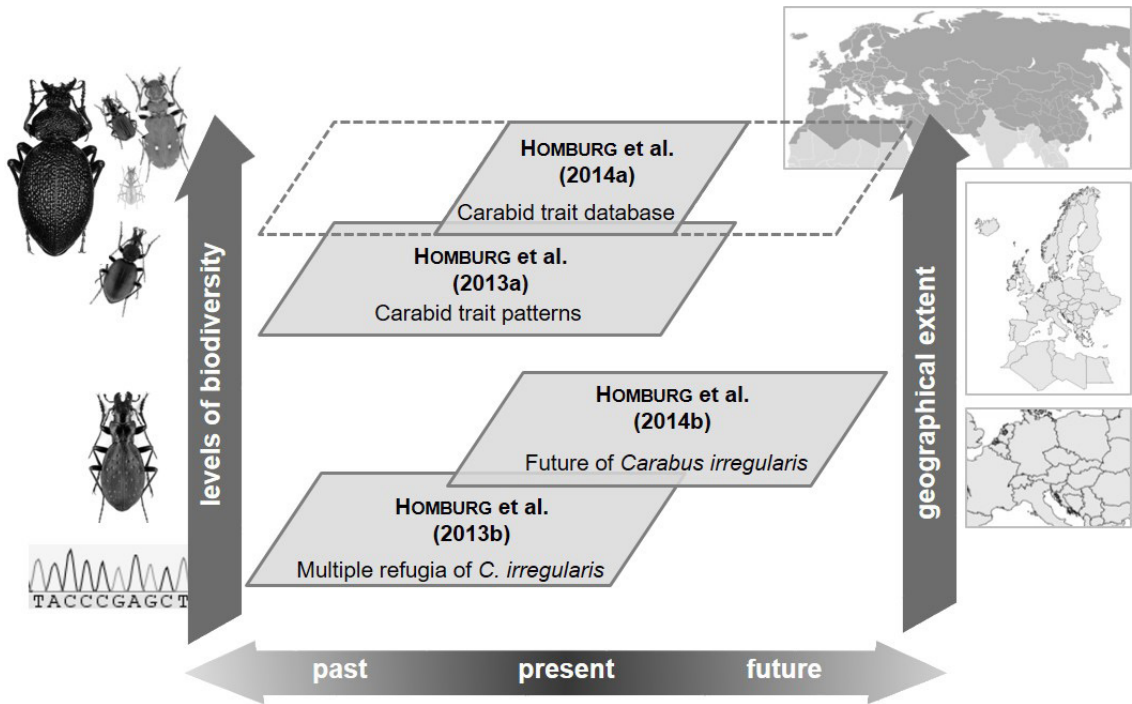 HOMBURG et al.
(2014a)
Carabid trait database
HOMBURG et al.
(2013a)
Carabid trait patterns
HOMBURG et al.
(2014b)
Future of Carabus irregularis
HOMBURG et al.
(2013b)
Multiple refugia of C. irregularis
levels of biodiversity
geographical extent
TACCCGAGCT
past present future